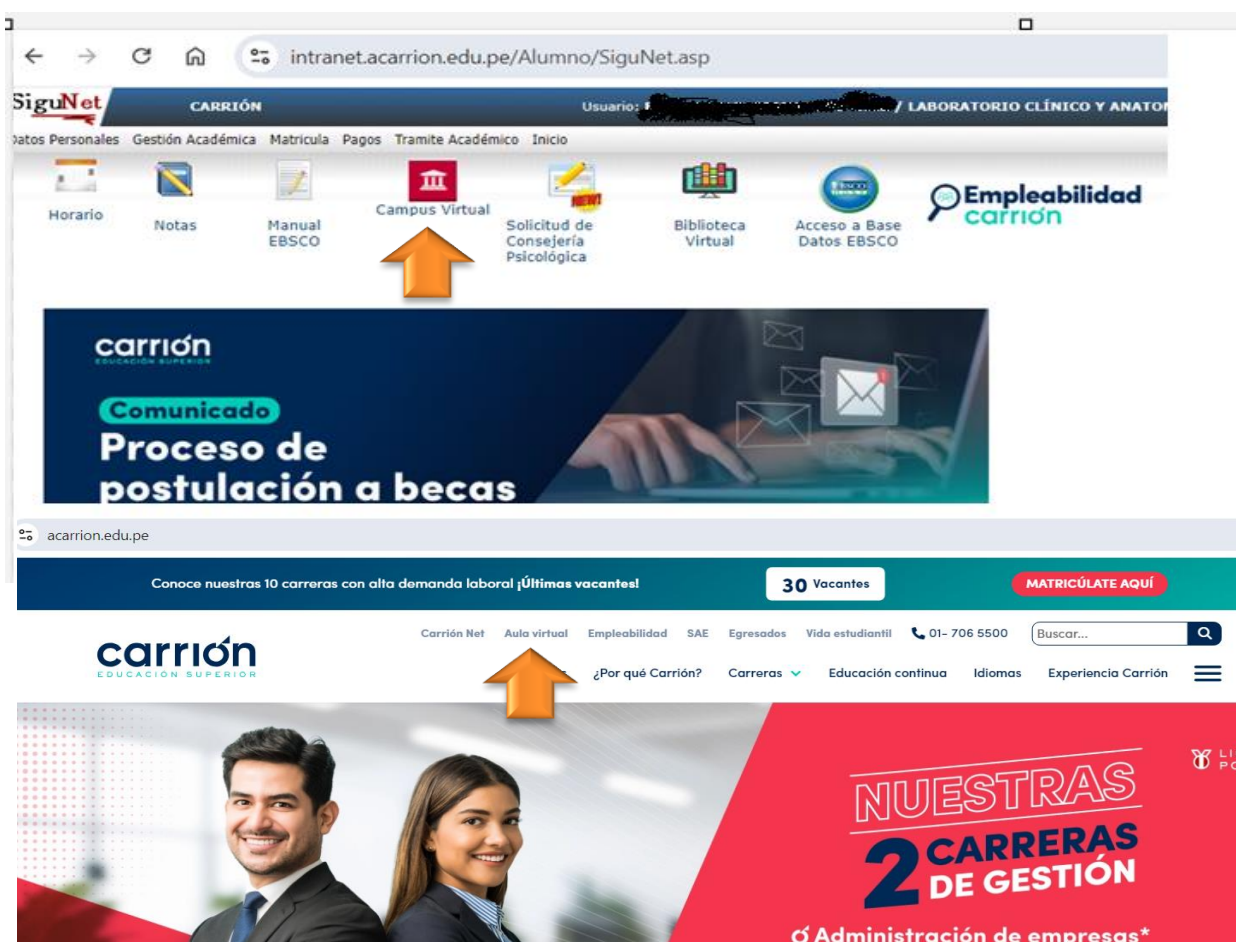 intranet.acarrion.edu.pe/Alumno/SiguNet.asp
SiguNet CARRIÓN Usuario: / LABORATORIO CLÍNICO Y ANATOM
Datos Personales Gestión Académica Matricula Pagos Tramite Académico Inicio
Horario
Notas
Manual
EBSCO
Campus Virtual
NEW!
Solicitud de
Consejería
Psicológica
Biblioteca
Virtual
EBSCO
Acceso a Base
Datos EBSCO
Empleabilidad
carrión
carrión
EDUCACIÓN SUPERIOR
Comunicado
Proceso de
postulación a becas
acarrion.edu.pe
Conoce nuestras 10 carreras con alta demanda laboral ¡Últimas vacantes! 30 Vacantes MATRICÚLATE AQUÍ
carrión
EDUCACIÓN SUPERIOR
Carrión Net Aula virtual Empleabilidad SAE Egresados Vida estudiantil 01- 706 5500 Buscar...
¿Por qué Carrión? Carreras Educación continua Idiomas Experiencia Carrión
NUESTRAS
2 CARRERAS
DE GESTIÓN
Administración de empresas*